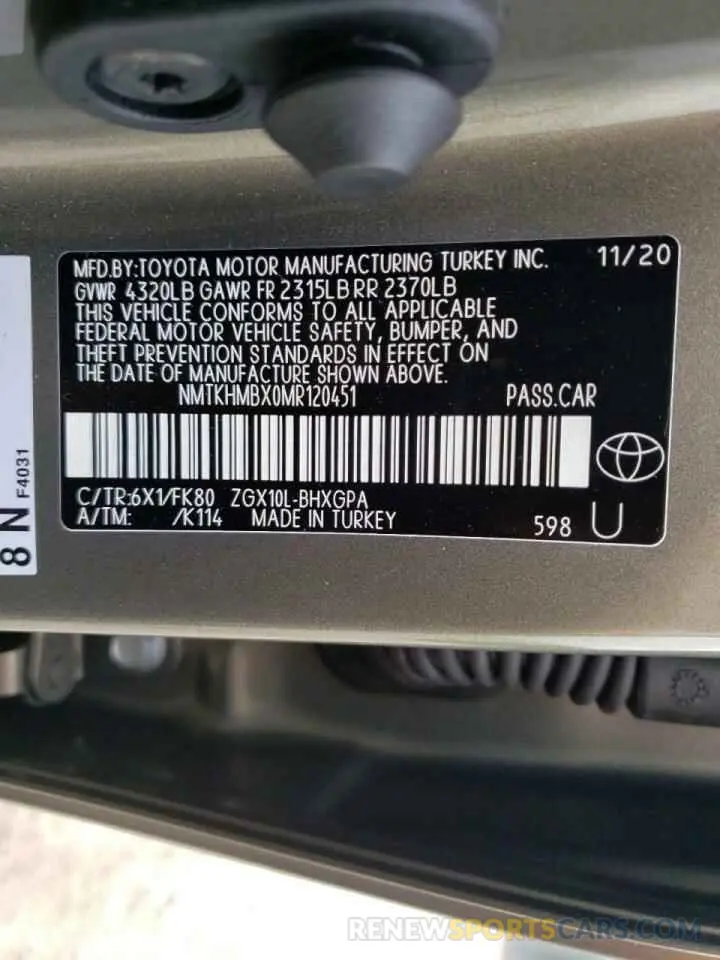 MFD.BY:TOYOTA MOTOR MANUFACTURING TURKEY INC. 11/20
GVWR 4320LB GAWR FR 2315LB RR 2370LB
THIS VEHICLE CONFORMS TO ALL APPLICABLE
FEDERAL MOTOR VEHICLE SAFETY, BUMPER, AND
THEFT PREVENTION STANDARDS IN EFFECT ON
THE DATE OF MANUFACTURE SHOWN ABOVE.
NMTKHMBX0MR120451 PASS.CAR
C/TR:6X1/FK80 ZGX10L-BHXGPA
A/TM: /K114 MADE IN TURKEY 598 U
8 N F4031
RENEWSPORTSCARS.COM